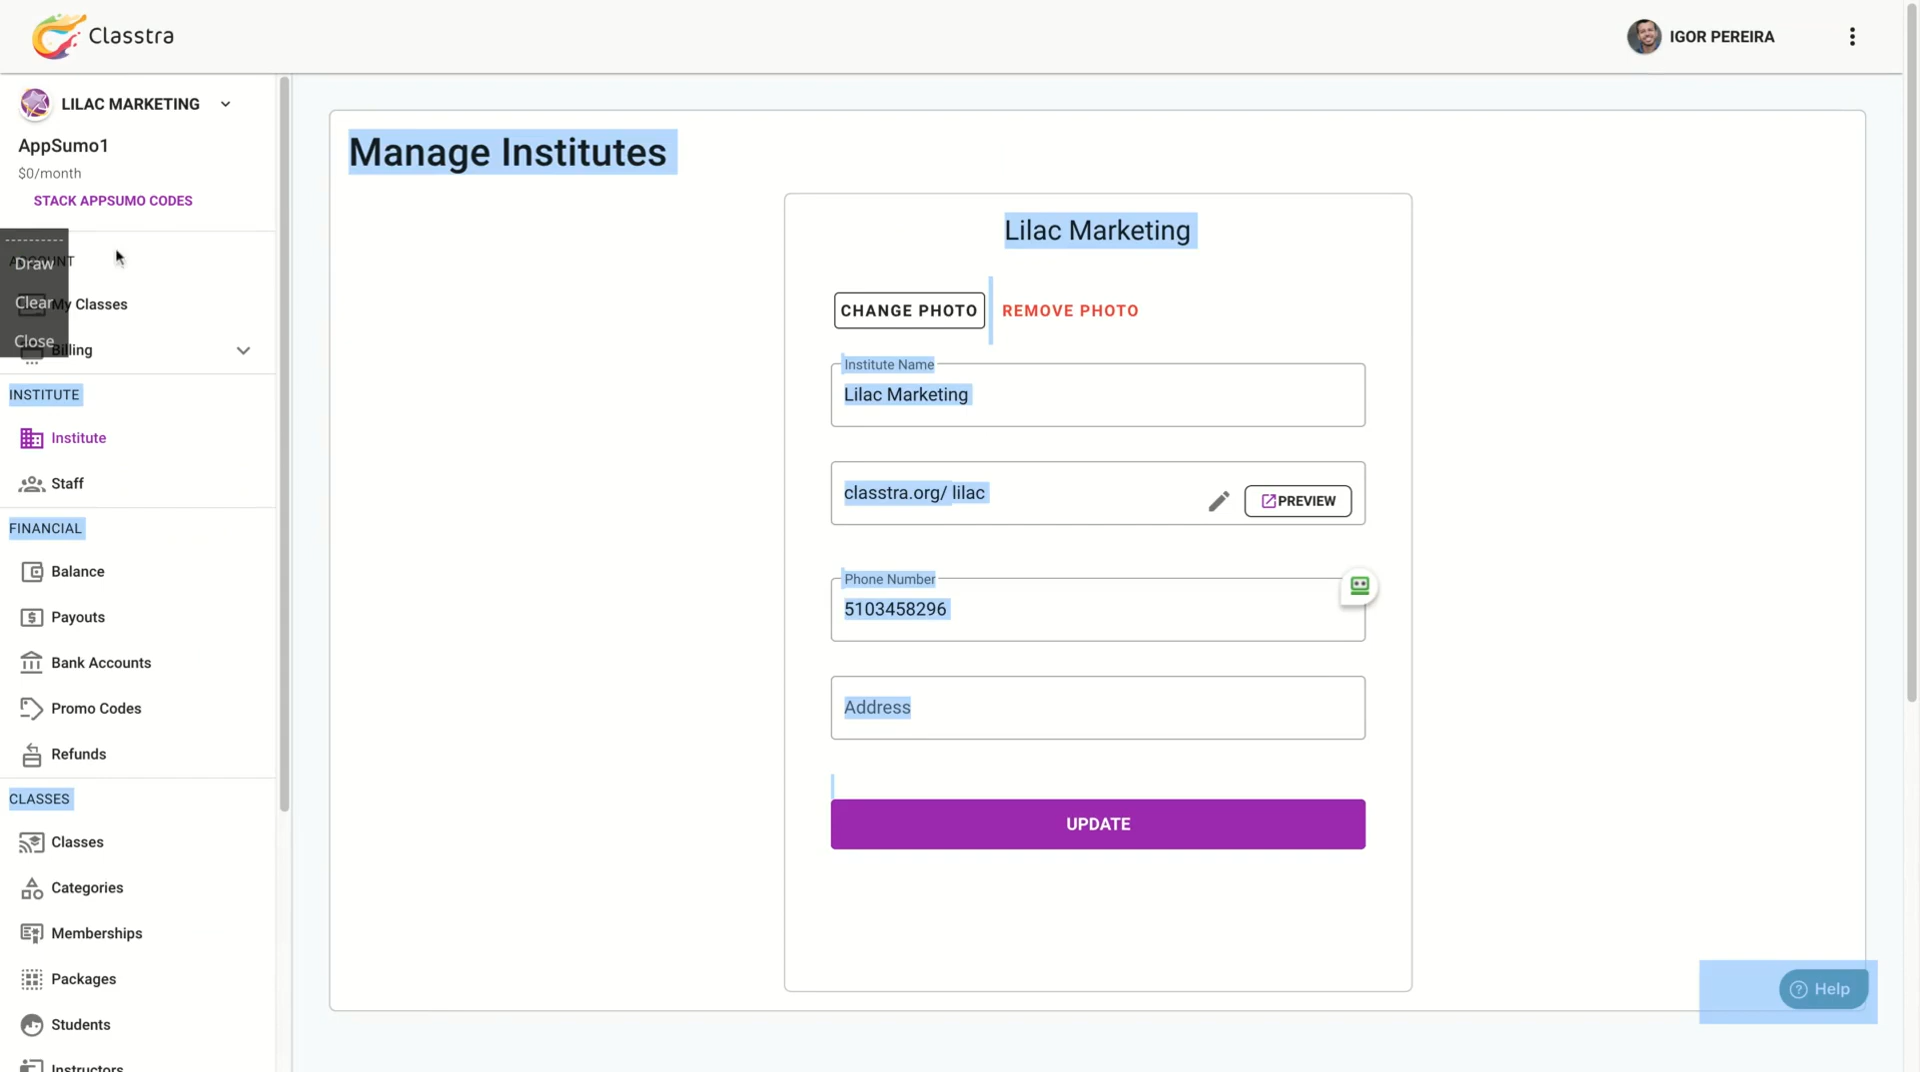 Classtra
IGOR PEREIRA
LILAC MARKETING
AppSumo1
$0/month
STACK APPSUMO CODES
Draw
ACCOUNT
Clear
My Classes
Close
Billing
INSTITUTE
Institute
Staff
FINANCIAL
Balance
Payouts
Bank Accounts
Promo Codes
Refunds
CLASSES
Classes
Categories
Memberships
Packages
Students
Instructors
Manage Institutes
Lilac Marketing
CHANGE PHOTO REMOVE PHOTO
Institute Name
Lilac Marketing
classtra.org/ lilac
PREVIEW
Phone Number
5103458296
Address
UPDATE
Help